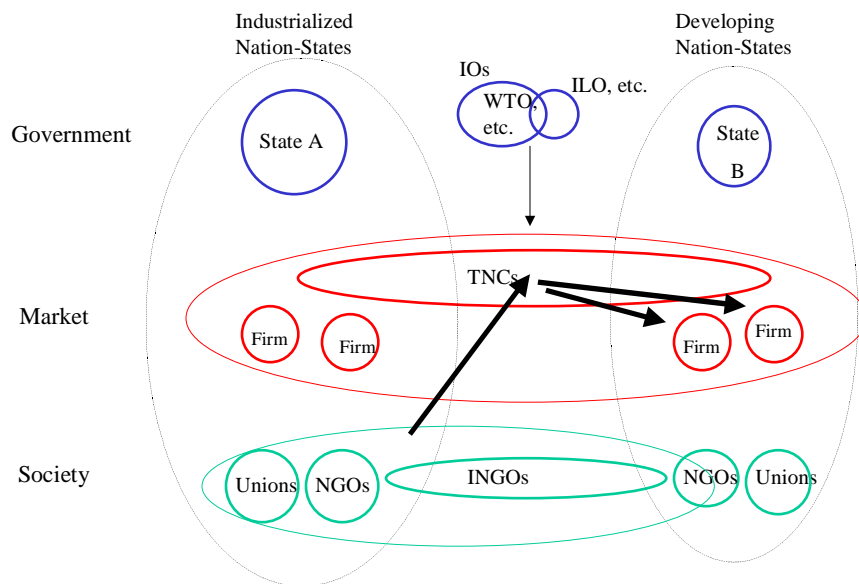 Industrialized
Nation-States
Developing
Nation-States
IOs
ILO, etc.
WTO,
etc.
Government
State A
State
B
TNCs
Market
Firm
Firm
Firm
Firm
Society
Unions
NGOs
INGOs
NGOs
Unions